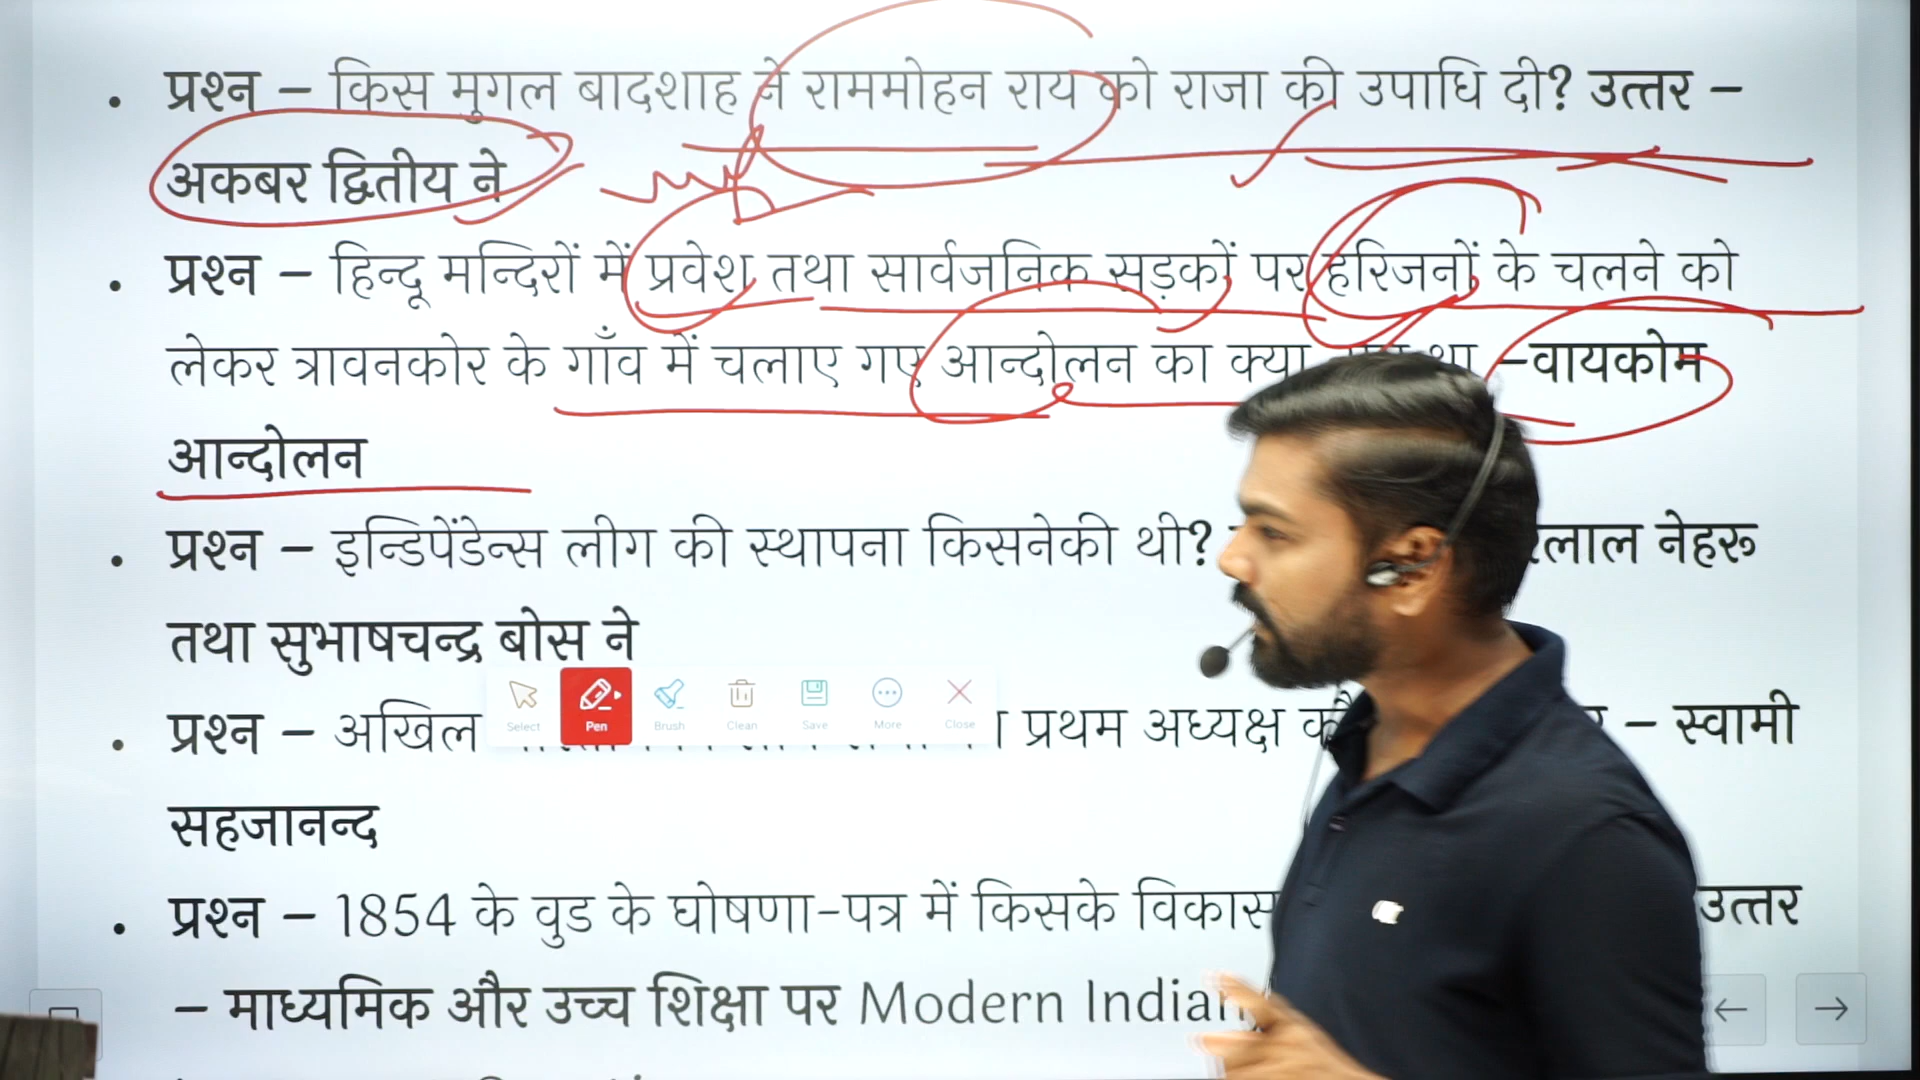 • प्रश्न – किस मुगल बादशाह ने राममोहन राय को राजा की उपाधि दी? उत्तर –
अकबर द्वितीय ने
• प्रश्न – हिन्दू मन्दिरों में प्रवेश तथा सार्वजनिक सड़कों पर हरिजनों के चलने को
लेकर त्रावनकोर के गाँव में चलाए गए आन्दोलन का क्या था –वायकोम
आन्दोलन
• प्रश्न – इन्डिपेंडेन्स लीग की स्थापना किसनेकी थी? रलाल नेहरू
तथा सुभाषचन्द्र बोस ने
Select Pen Brush Clean Save More Close
• प्रश्न – अखिल प्रथम अध्यक्ष – स्वामी
सहजानन्द
• प्रश्न – 1854 के वुड के घोषणा-पत्र में किसके विकास उत्तर
– माध्यमिक और उच्च शिक्षा पर Modern Indian